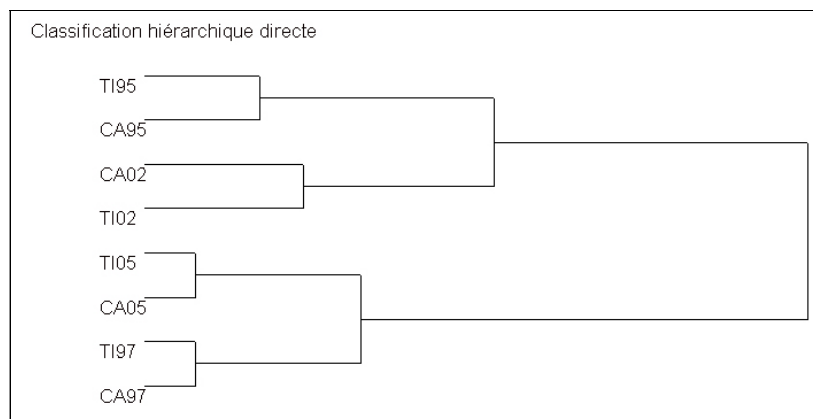 Classification hiérarchique directe
TI95
CA95
CA02
TI02
TI05
CA05
TI97
CA97